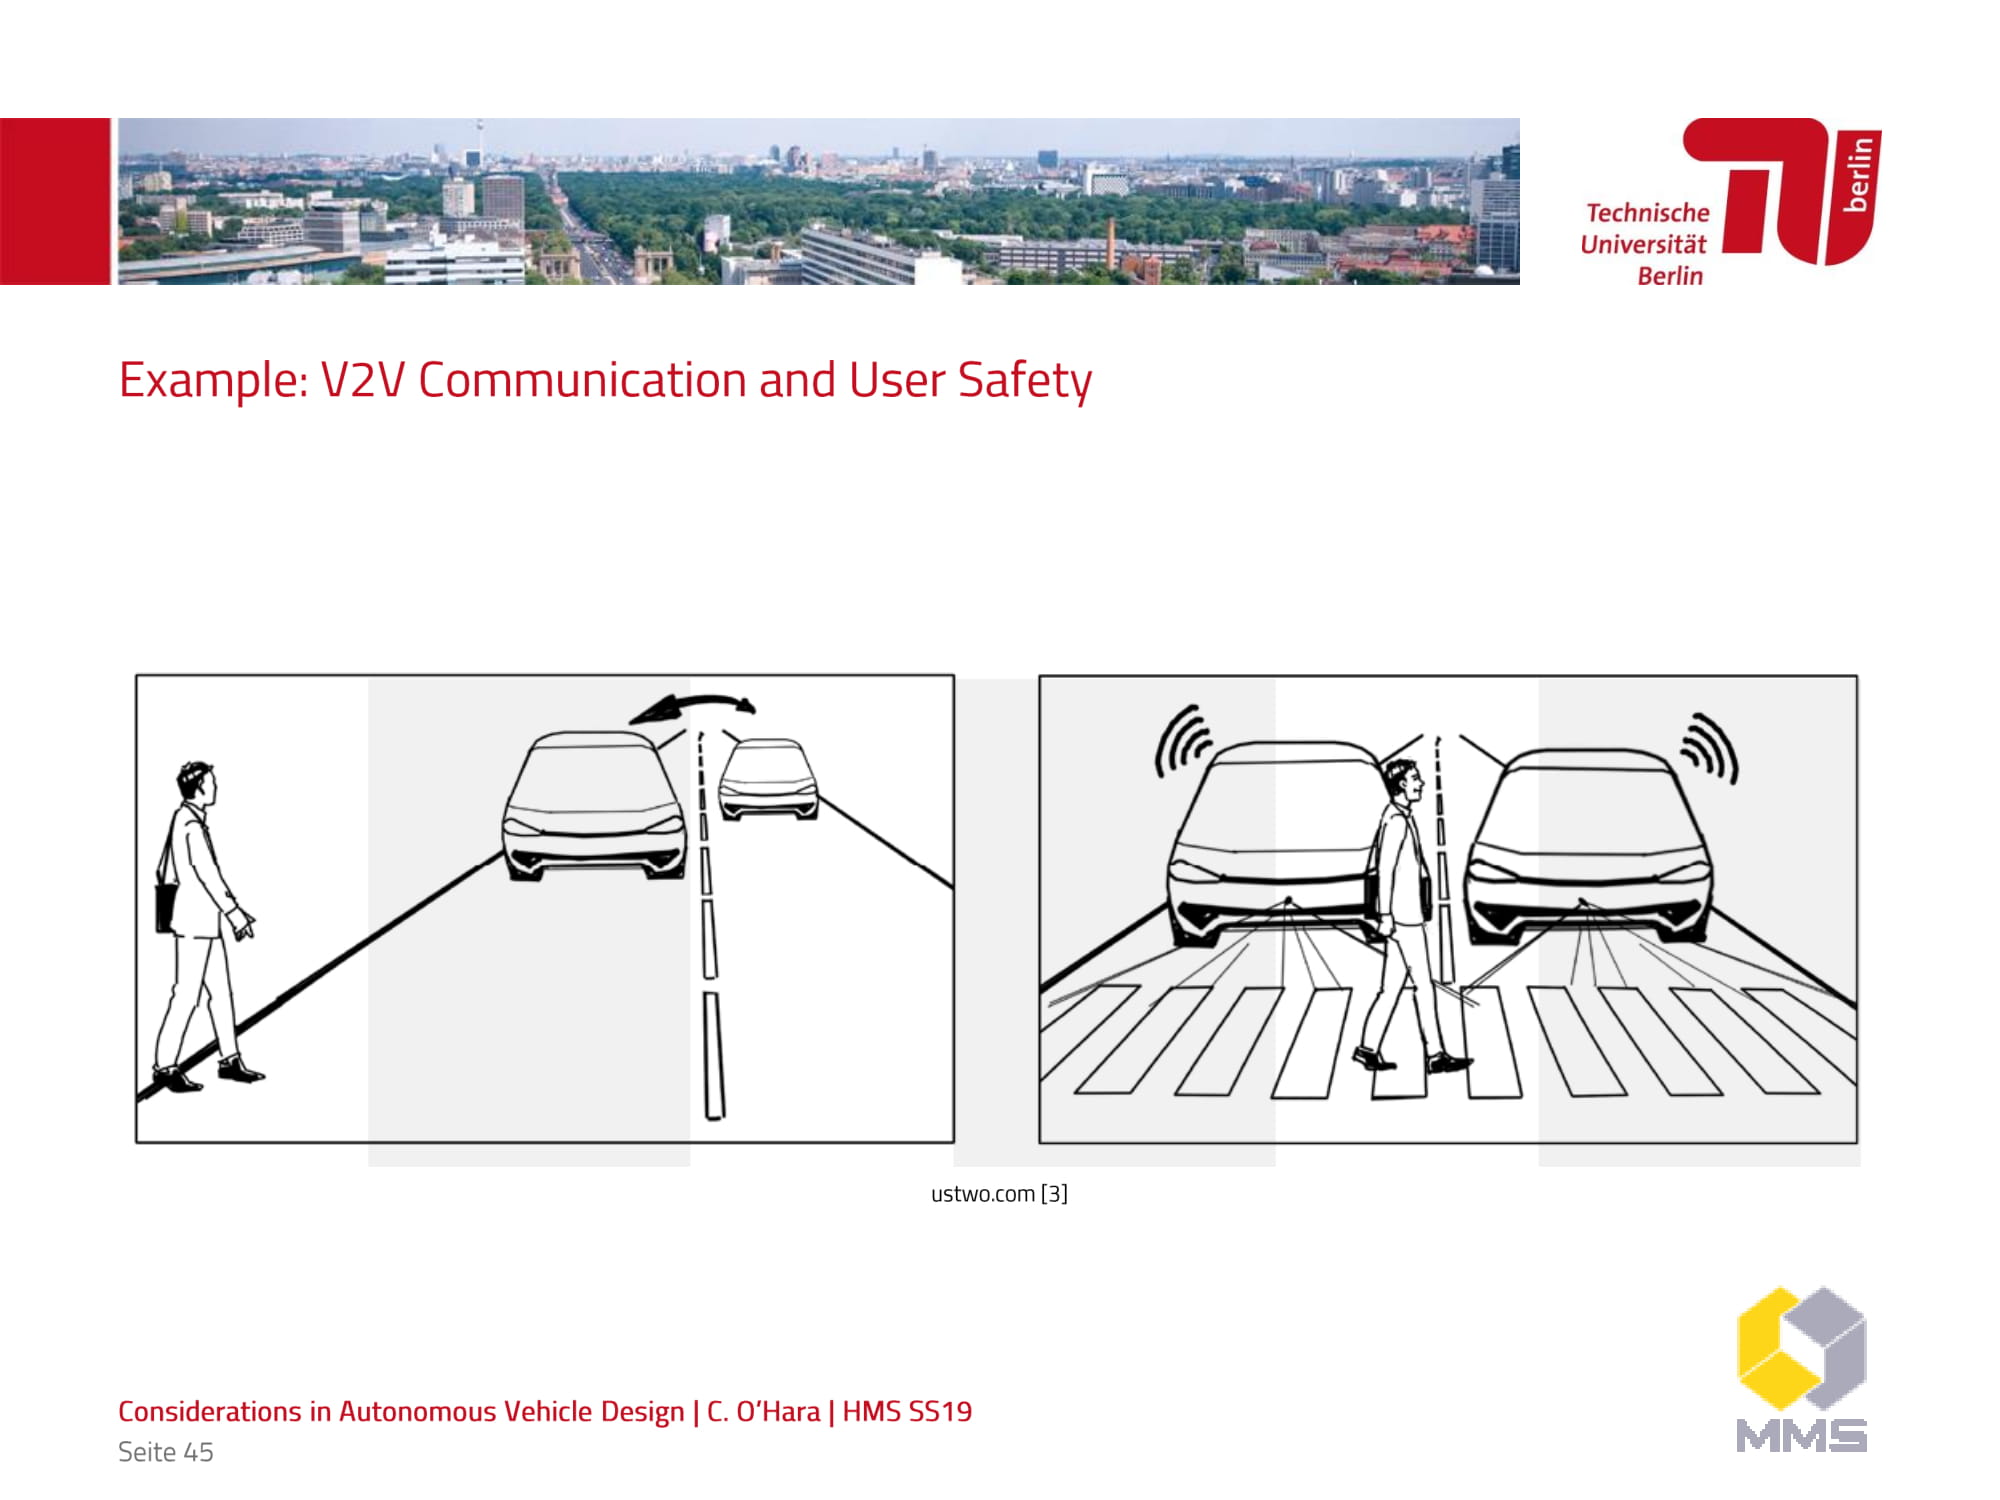 Technische
Universität
Berlin
berlin
Example: V2V Communication and User Safety
ustwo.com [3]
Considerations in Autonomous Vehicle Design | C. O’Hara | HMS SS19
Seite 45
MMS